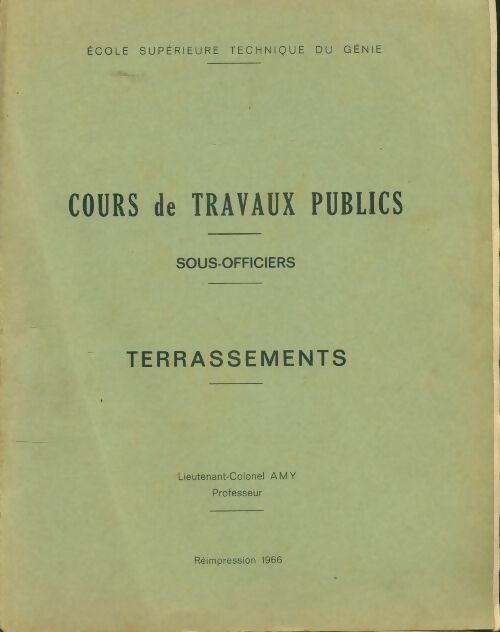 ÉCOLE SUPÉRIEURE TECHNIQUE DU GÉNIE
COURS de TRAVAUX PUBLICS
SOUS-OFFICIERS
TERRASSEMENTS
Lieutenant-Colonel AMY
Professeur
Réimpression 1966